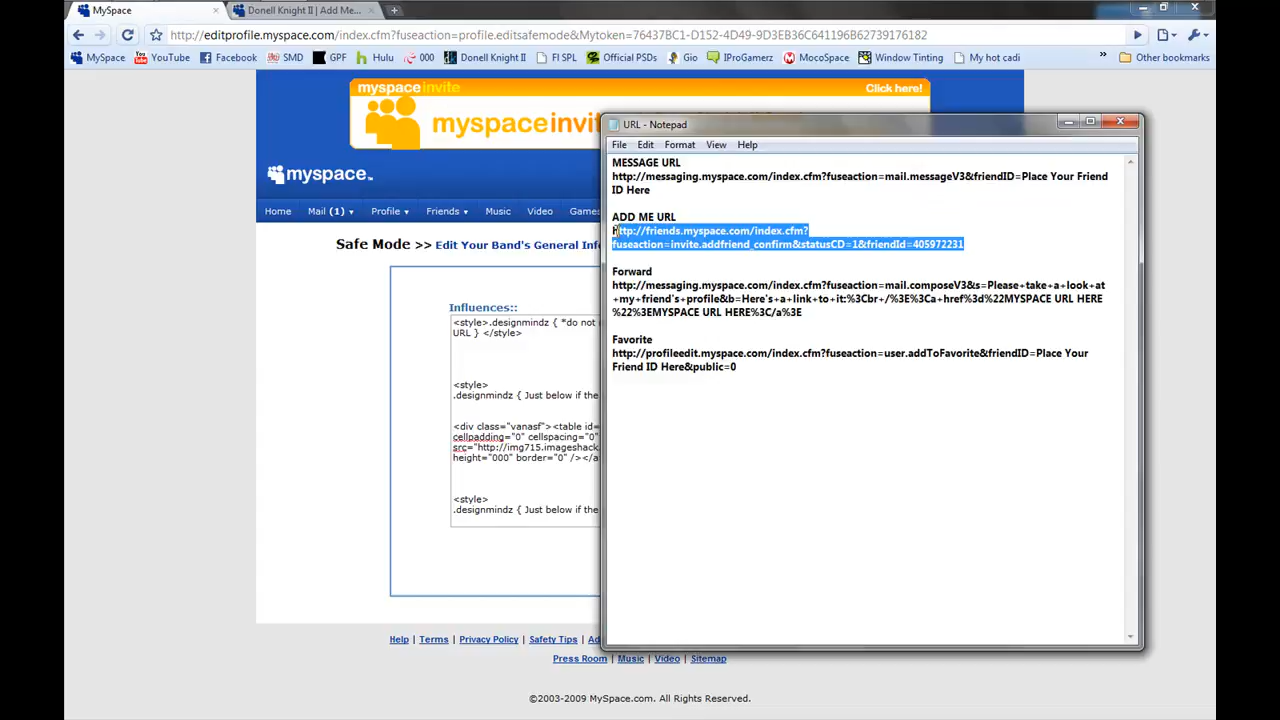 MySpace
Donell Knight II | Add Me...
http://editprofile.myspace.com/index.cfm?fuseaction=profile.editsafemode&Mytoken=76437BC1-D152-4D49-9D3EB36C641196B62739176182
MySpace YouTube Facebook SMD GPF Hulu 000 Donell Knight II FI SPL Official PSDs Gio IProGamerz MocoSpace Window Tinting My hot cadi » Other bookmarks
myspaceinvite Click here!
myspaceinvi
myspace™
Home Mail (1) Profile Friends Music Video Games
Safe Mode >> Edit Your Band's General Info
Influences::
<style>.designmindz { *do not
URL } </style>
<style>
.designmindz { Just below if the
<div class="vanasf"><table id=
cellpadding="0" cellspacing="0"
src="http://img715.imageshack
height="000" border="0" /></a
<style>
.designmindz { Just below if the
URL - Notepad
File Edit Format View Help
MESSAGE URL
http://messaging.myspace.com/index.cfm?fuseaction=mail.messageV3&friendID=Place Your Friend
ID Here
ADD ME URL
http://friends.myspace.com/index.cfm?
fuseaction=invite.addfriend_confirm&statusCD=1&friendId=405972231
Forward
http://messaging.myspace.com/index.cfm?fuseaction=mail.composeV3&s=Please+take+a+look+at
+my+friend's+profile&b=Here's+a+link+to+it:%3Cbr+/%3E%3Ca+href%3d%22MYSPACE URL HERE
%22%3EMYSPACE URL HERE%3C/a%3E
Favorite
http://profileedit.myspace.com/index.cfm?fuseaction=user.addToFavorite&friendID=Place Your
Friend ID Here&public=0
Help | Terms | Privacy Policy | Safety Tips | Ad
Press Room | Music | Video | Sitemap
©2003-2009 MySpace.com. All Rights Reserved.